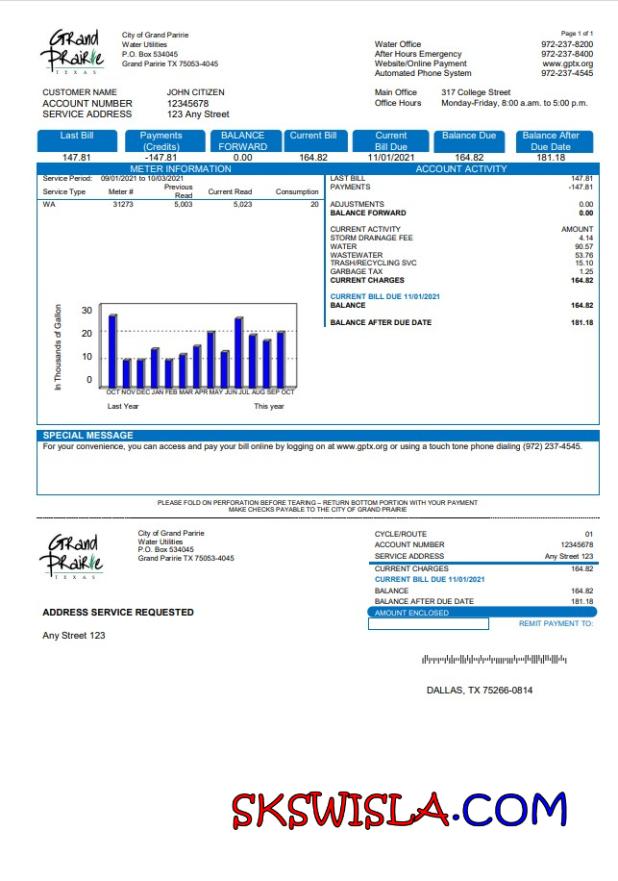 Grand
Prairie
TEXAS
City of Grand Paririe
Water Utilities
P.O. Box 534045
Grand Paririe TX 75053-4045
Page 1 of 1
Water Office 972-237-8200
After Hours Emergency 972-237-8400
Website/Online Payment www.gptx.org
Automated Phone System 972-237-4545
CUSTOMER NAME JOHN CITIZEN
ACCOUNT NUMBER 12345678
SERVICE ADDRESS 123 Any Street
Main Office 317 College Street
Office Hours Monday-Friday, 8:00 a.m. to 5:00 p.m.
Last Bill Payments (Credits) BALANCE FORWARD Current Bill Current Bill Due Balance Due Balance After Due Date
147.81 -147.81 0.00 164.82 11/01/2021 164.82 181.18
METER INFORMATION
Service Period: 09/01/2021 to 10/03/2021
Service Type Meter # Previous Read Current Read Consumption
WA 31273 5,003 5,023 20
In Thousands of Gallon
30
20
10
0
OCT NOV DEC JAN FEB MAR APR MAY JUN JUL AUG SEP OCT
Last Year This year
ACCOUNT ACTIVITY
LAST BILL 147.81
PAYMENTS -147.81
ADJUSTMENTS 0.00
BALANCE FORWARD 0.00
CURRENT ACTIVITY AMOUNT
STORM DRAINAGE FEE 4.14
WATER 90.57
WASTEWATER 53.76
TRASH/RECYCLING SVC 15.10
GARBAGE TAX 1.25
CURRENT CHARGES 164.82
CURRENT BILL DUE 11/01/2021
BALANCE 164.82
BALANCE AFTER DUE DATE 181.18
SPECIAL MESSAGE
For your convenience, you can access and pay your bill online by logging on at www.gptx.org or using a touch tone phone dialing (972) 237-4545.
PLEASE FOLD ON PERFORATION BEFORE TEARING – RETURN BOTTOM PORTION WITH YOUR PAYMENT
MAKE CHECKS PAYABLE TO THE CITY OF GRAND PRAIRIE
Grand
Prairie
TEXAS
City of Grand Paririe
Water Utilities
P.O. Box 534045
Grand Paririe TX 75053-4045
CYCLE/ROUTE 01
ACCOUNT NUMBER 12345678
SERVICE ADDRESS Any Street 123
CURRENT CHARGES 164.82
CURRENT BILL DUE 11/01/2021
BALANCE 164.82
BALANCE AFTER DUE DATE 181.18
AMOUNT ENCLOSED
REMIT PAYMENT TO:
ADDRESS SERVICE REQUESTED
Any Street 123
DALLAS, TX 75266-0814
SKSWISLA.COM